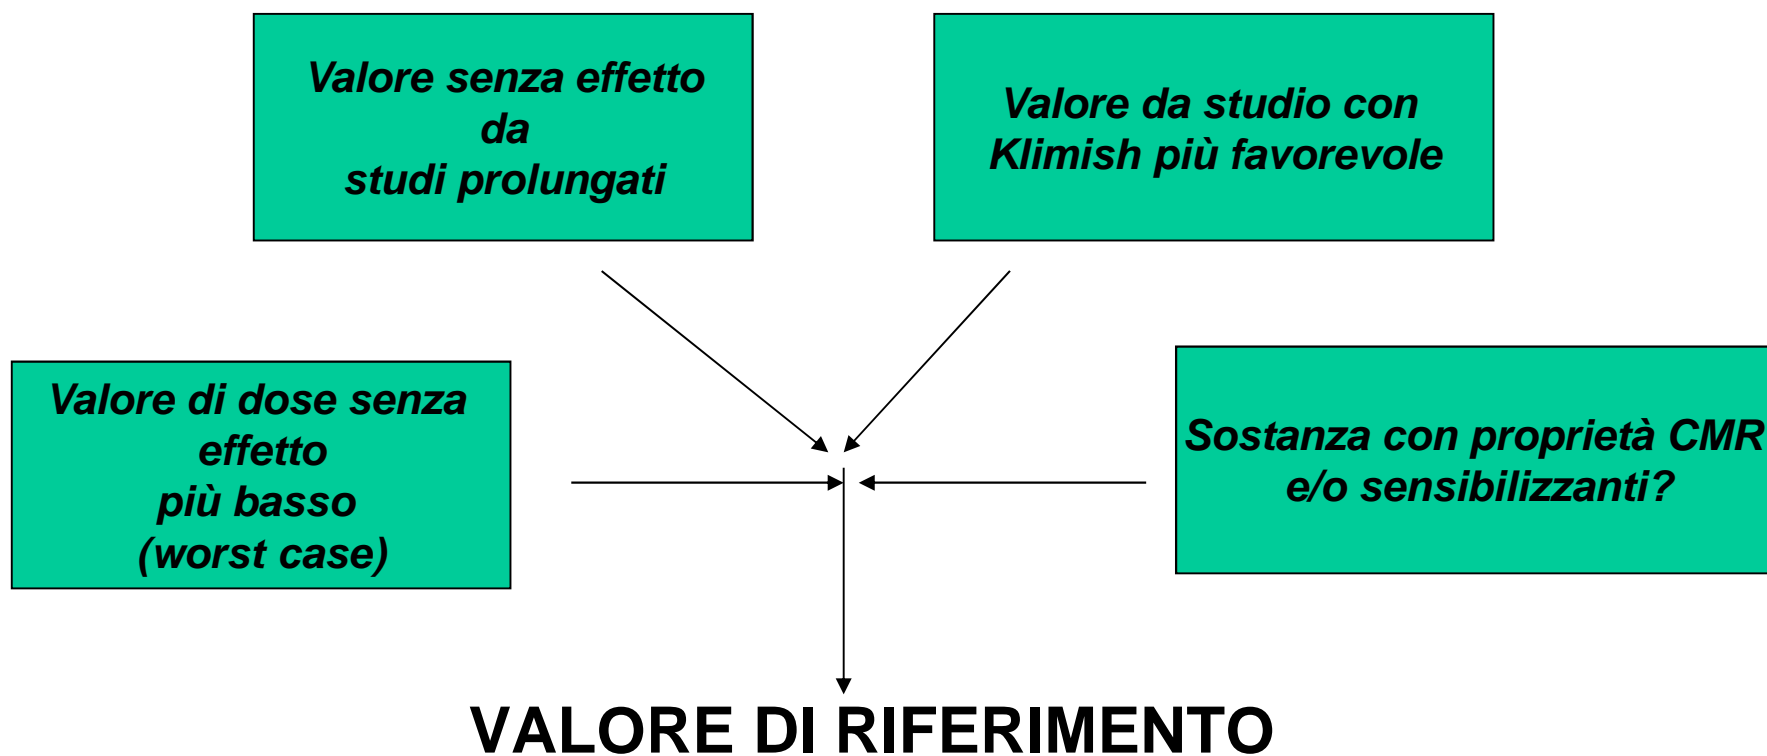 Valore senza effetto
da
studi prolungati
Valore da studio con
Klimish più favorevole
Valore di dose senza
effetto
più basso
(worst case)
Sostanza con proprietà CMR
e/o sensibilizzanti?
VALORE DI RIFERIMENTO